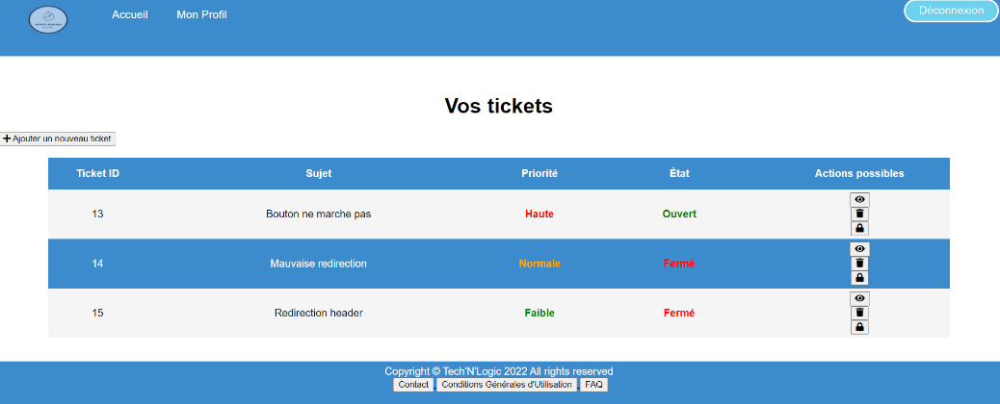 Accueil Mon Profil Déconnexion
Vos tickets
Ajouter un nouveau ticket
Ticket ID Sujet Priorité État Actions possibles
13 Bouton ne marche pas Haute Ouvert
14 Mauvaise redirection Normale Fermé
15 Redirection header Faible Fermé
Copyright © Tech'N'Logic 2022 All rights reserved
Contact Conditions Générales d'Utilisation FAQ